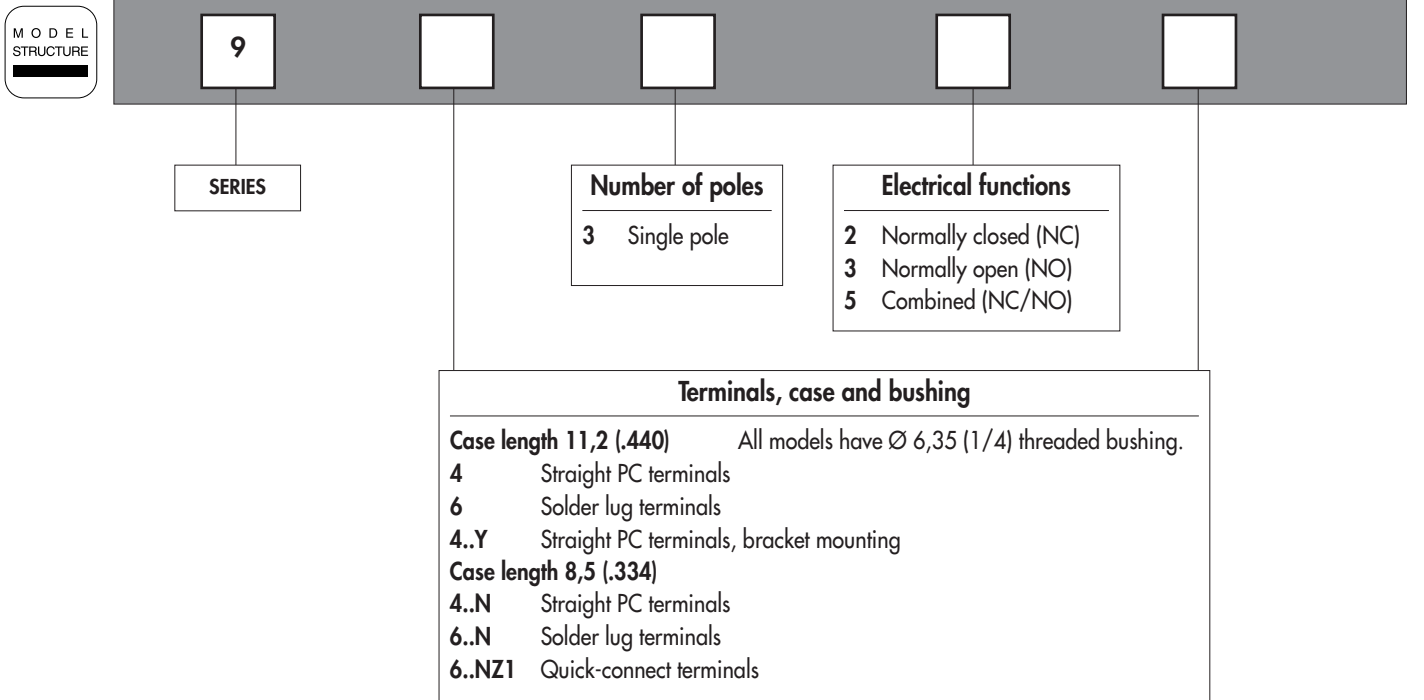 MODEL
STRUCTURE
9
SERIES
Number of poles
3 Single pole
Electrical functions
2 Normally closed (NC)
3 Normally open (NO)
5 Combined (NC/NO)
Terminals, case and bushing
Case length 11,2 (.440) All models have Ø 6,35 (1/4) threaded bushing.
4 Straight PC terminals
6 Solder lug terminals
4..Y Straight PC terminals, bracket mounting
Case length 8,5 (.334)
4..N Straight PC terminals
6..N Solder lug terminals
6..NZ1 Quick-connect terminals